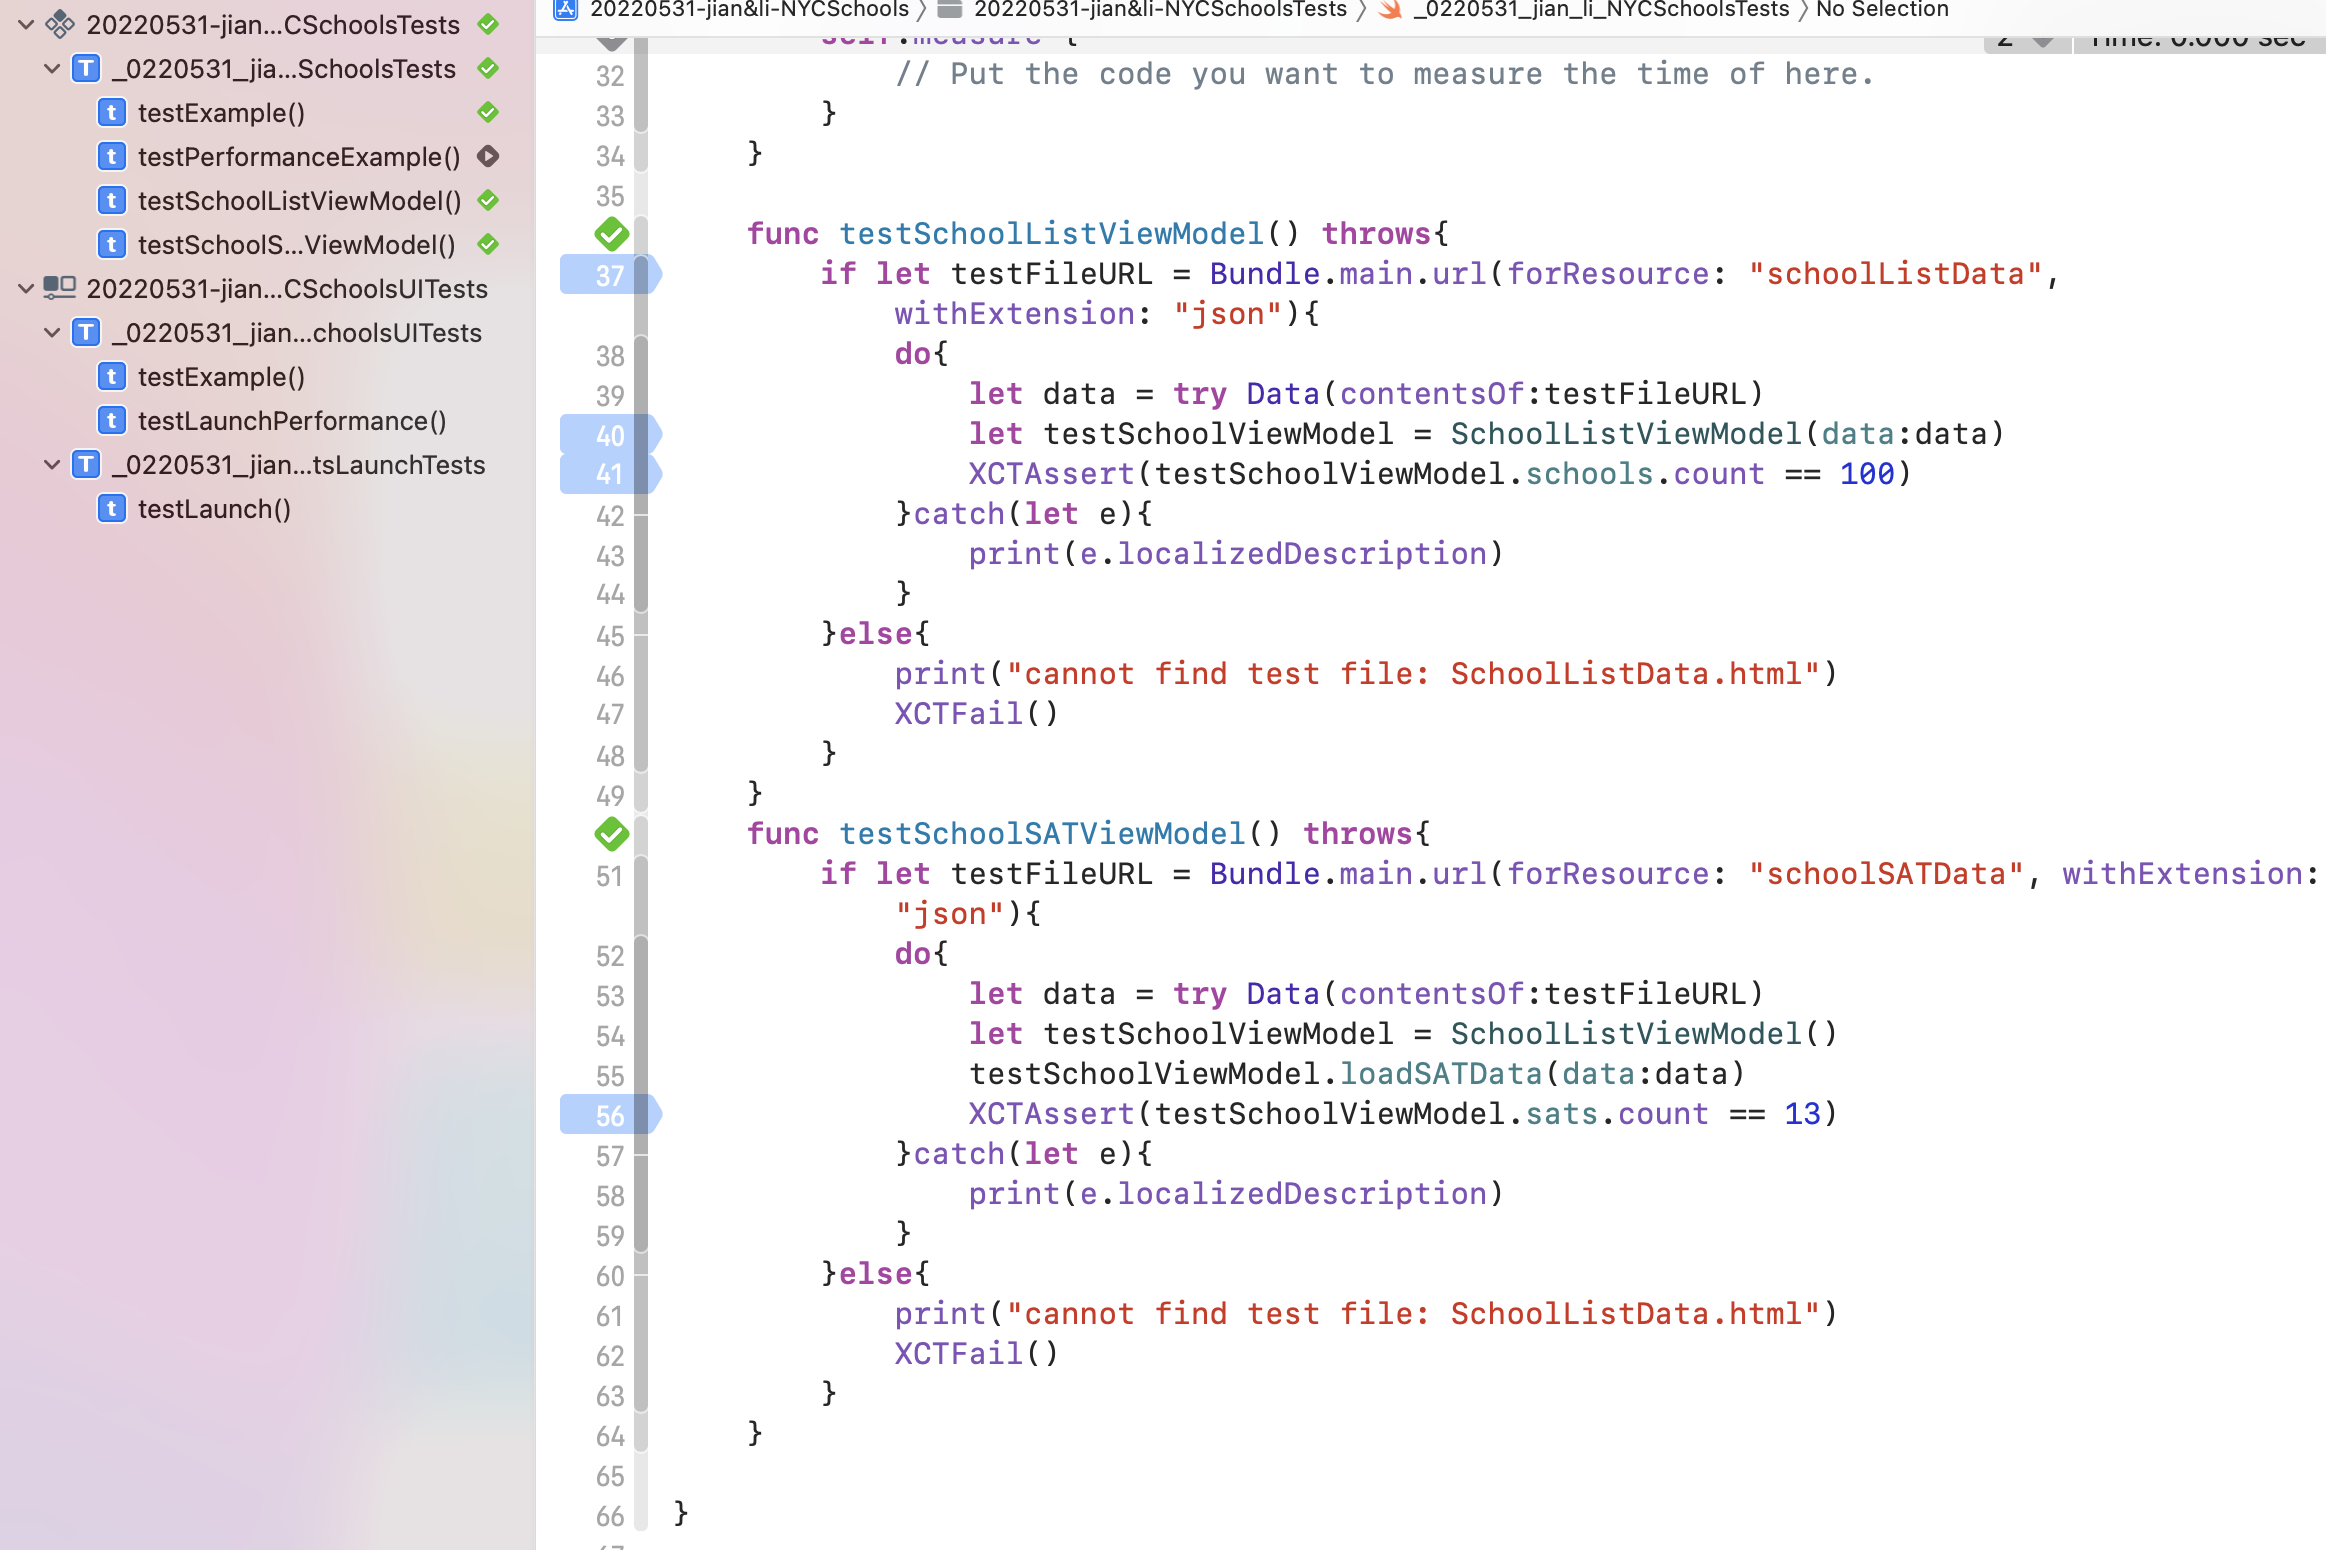 20220531-jian...CSchoolsTests
_0220531_jia...SchoolsTests
testExample()
testPerformanceExample()
testSchoolListViewModel()
testSchoolS...ViewModel()
20220531-jian...CSchoolsUITests
_0220531_jian...choolsUITests
testExample()
testLaunchPerformance()
_0220531_jian...tsLaunchTests
testLaunch()
20220531-jian&li-NYCSchools 〉 20220531-jian&li-NYCSchoolsTests 〉 _0220531_jian_li_NYCSchoolsTests 〉 No Selection
self.measure {
2 Time: 0.000 sec
32 // Put the code you want to measure the time of here.
33 }
34 }
35
func testSchoolListViewModel() throws{
37 if let testFileURL = Bundle.main.url(forResource: "schoolListData",
withExtension: "json"){
38 do{
39 let data = try Data(contentsOf:testFileURL)
40 let testSchoolViewModel = SchoolListViewModel(data:data)
41 XCTAssert(testSchoolViewModel.schools.count == 100)
42 }catch(let e){
43 print(e.localizedDescription)
44 }
45 }else{
46 print("cannot find test file: SchoolListData.html")
47 XCTFail()
48 }
49 }
func testSchoolSATViewModel() throws{
51 if let testFileURL = Bundle.main.url(forResource: "schoolSATData", withExtension:
"json"){
52 do{
53 let data = try Data(contentsOf:testFileURL)
54 let testSchoolViewModel = SchoolListViewModel()
55 testSchoolViewModel.loadSATData(data:data)
56 XCTAssert(testSchoolViewModel.sats.count == 13)
57 }catch(let e){
58 print(e.localizedDescription)
59 }
60 }else{
61 print("cannot find test file: SchoolListData.html")
62 XCTFail()
63 }
64 }
65
66 }